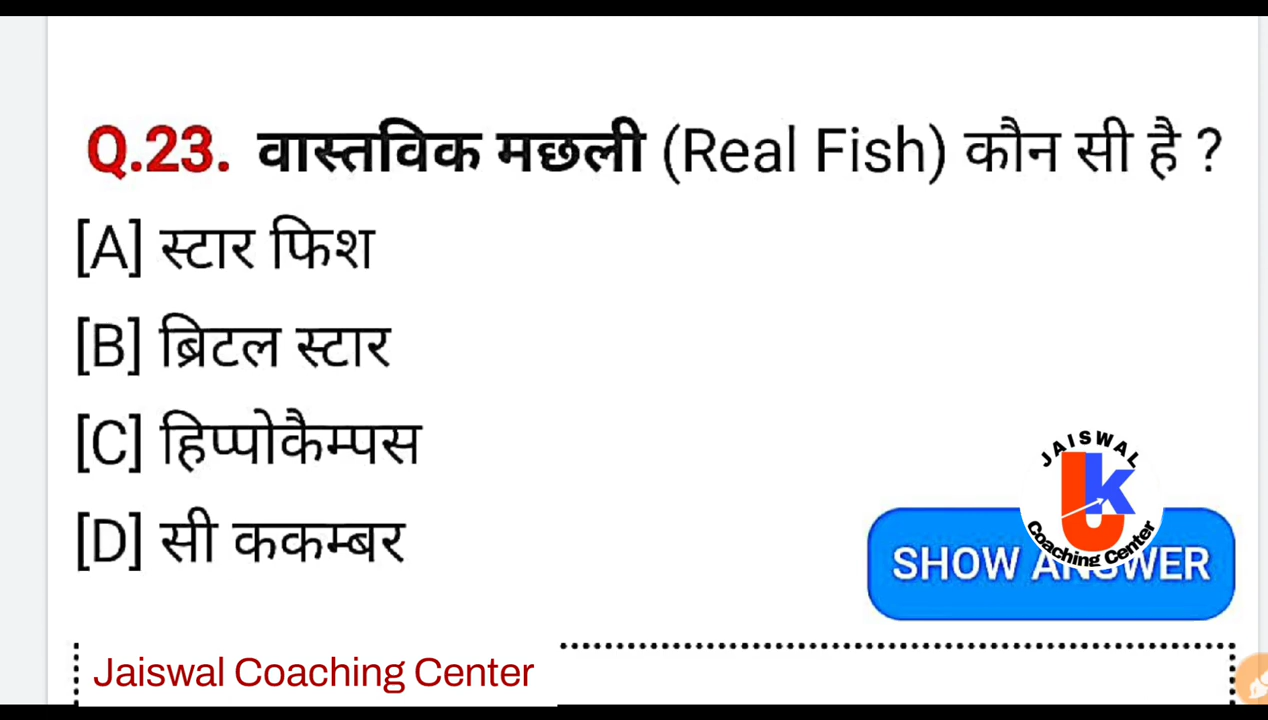 Q.23. वास्तविक मछली (Real Fish) कौन सी है ?
[A] स्टार फिश
[B] ब्रिटल स्टार
[C] हिप्पोकैम्पस
[D] सी ककम्बर
JAISWAL
JK
Coaching Center
SHOW ANSWER
Jaiswal Coaching Center